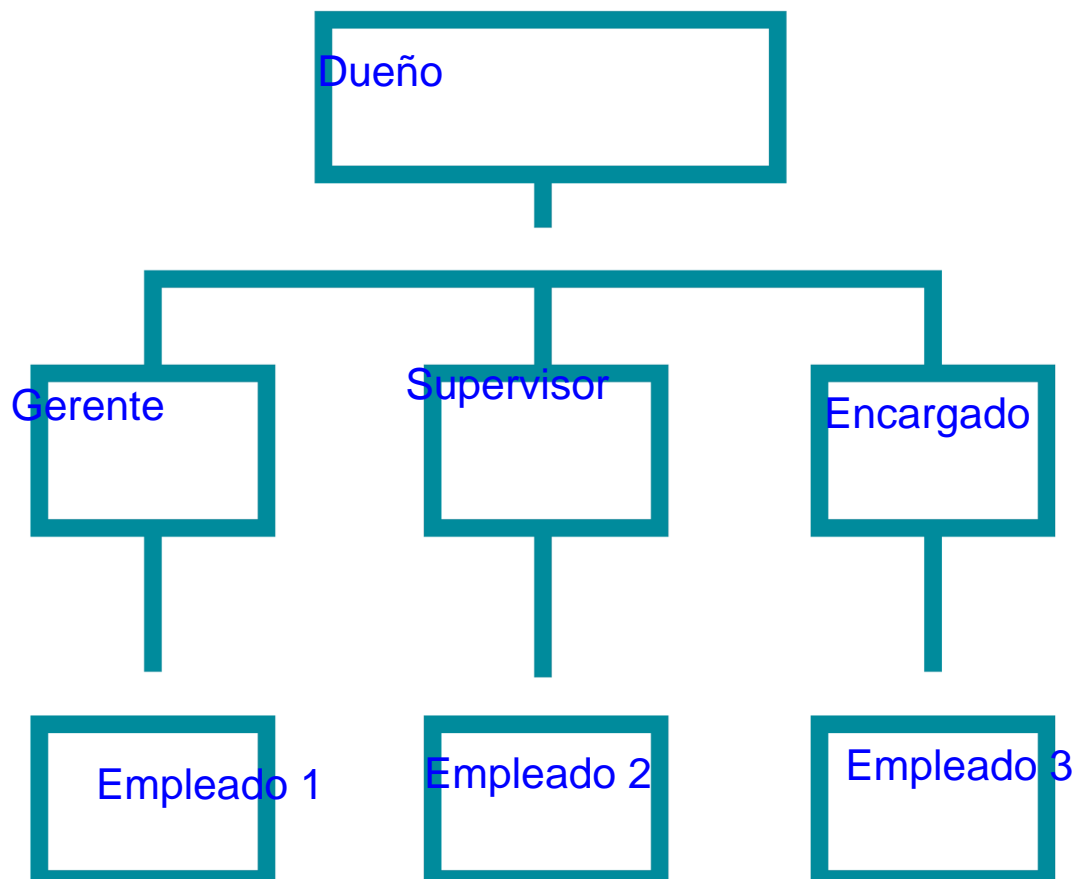 Dueño
Gerente
Supervisor
Encargado
Empleado 1
Empleado 2
Empleado 3